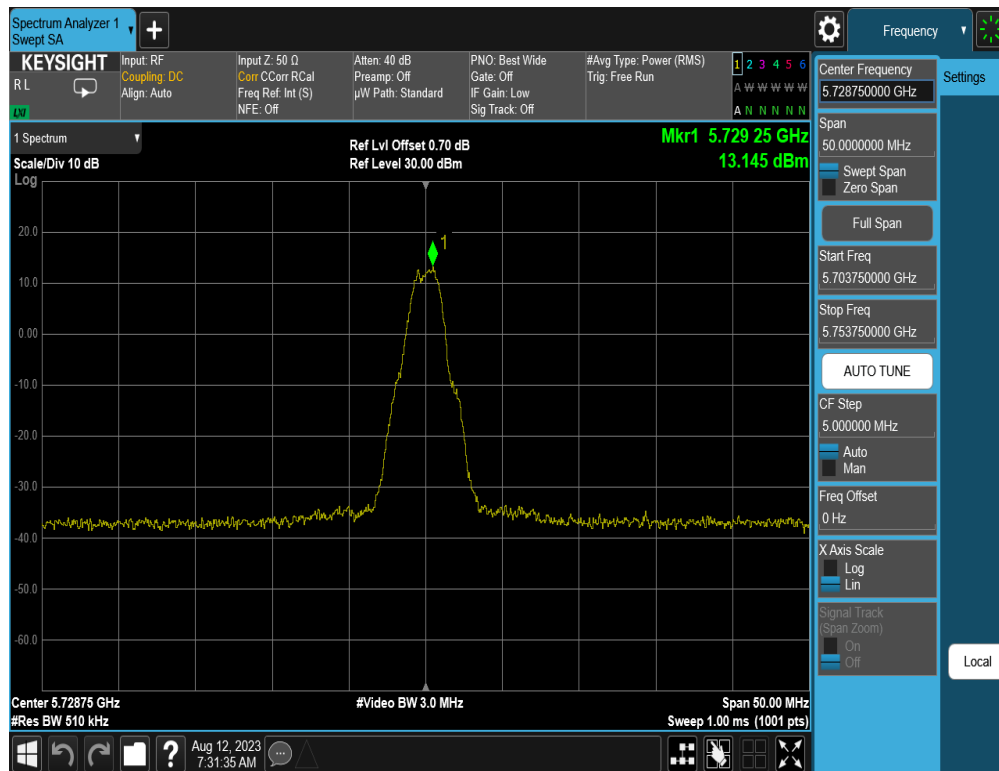 Spectrum Analyzer 1
Swept SA
Frequency
KEYSIGHT
R L
LXI
Input: RF
Coupling: DC
Align: Auto
Input Z: 50 Ω
Corr CCorr RCal
Freq Ref: Int (S)
NFE: Off
Atten: 40 dB
Preamp: Off
µW Path: Standard
PNO: Best Wide
Gate: Off
IF Gain: Low
Sig Track: Off
#Avg Type: Power (RMS)
Trig: Free Run
1 2 3 4 5 6
A W W W W W
A N N N N N
1 Spectrum
Scale/Div 10 dB
Log
Ref Lvl Offset 0.70 dB
Ref Level 30.00 dBm
Mkr1 5.729 25 GHz
13.145 dBm
1
20.0
10.0
0.00
-10.0
-20.0
-30.0
-40.0
-50.0
-60.0
Center 5.72875 GHz
#Res BW 510 kHz
#Video BW 3.0 MHz
Span 50.00 MHz
Sweep 1.00 ms (1001 pts)
Center Frequency
5.728750000 GHz
Span
50.0000000 MHz
Swept Span
Zero Span
Full Span
Start Freq
5.703750000 GHz
Stop Freq
5.753750000 GHz
AUTO TUNE
CF Step
5.000000 MHz
Auto
Man
Freq Offset
0 Hz
X Axis Scale
Log
Lin
Signal Track
(Span Zoom)
On
Off
Settings
Local
?
Aug 12, 2023
7:31:35 AM